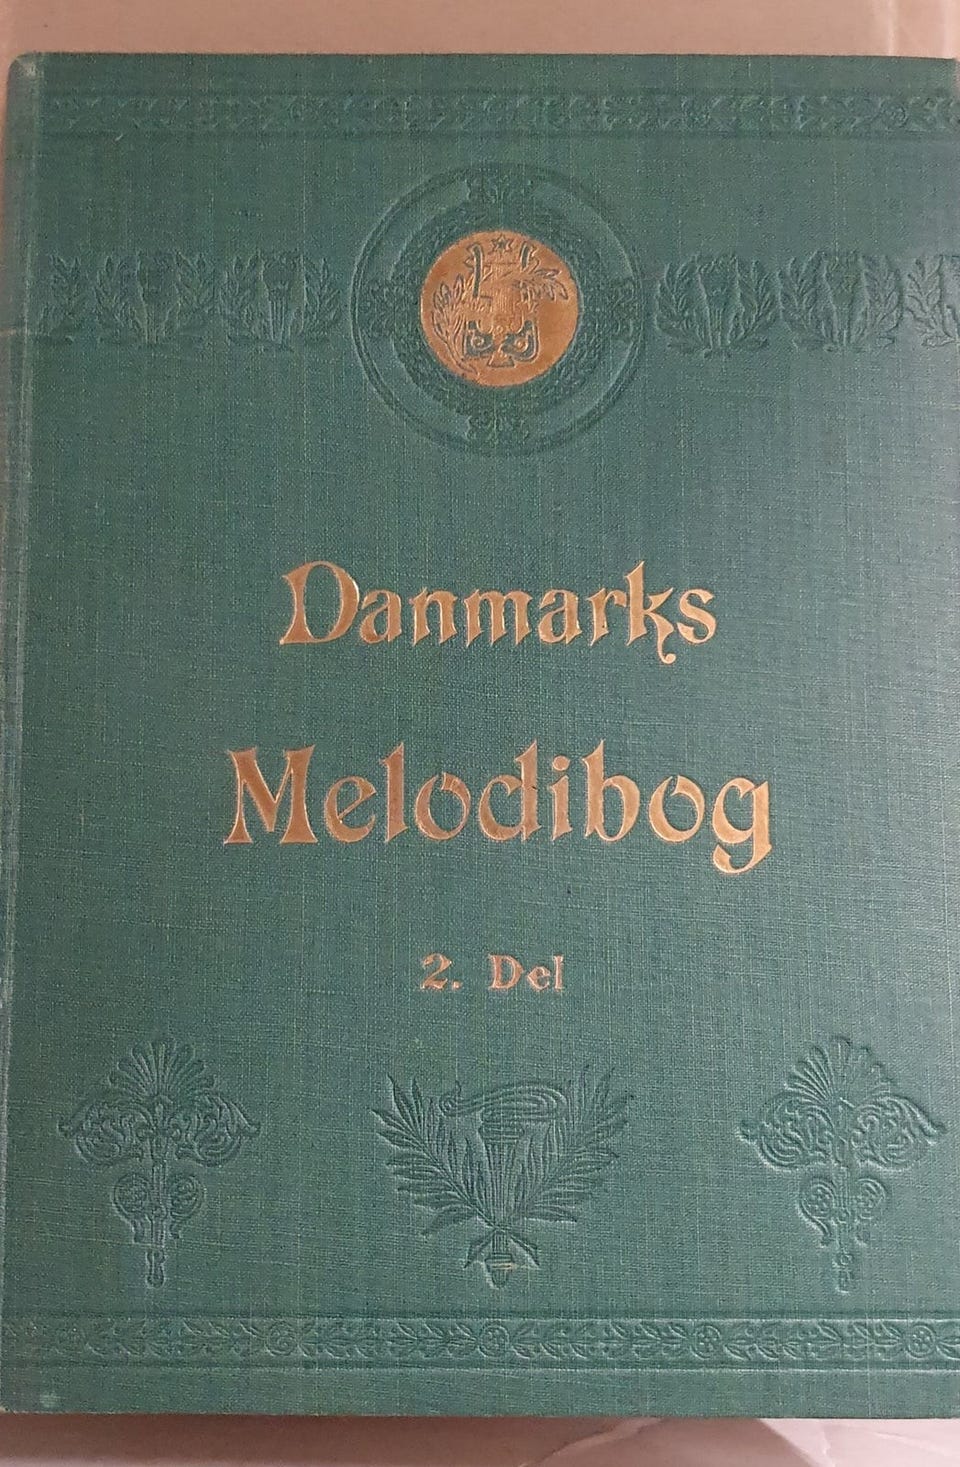 Danmarks
Melodibog
2. Del